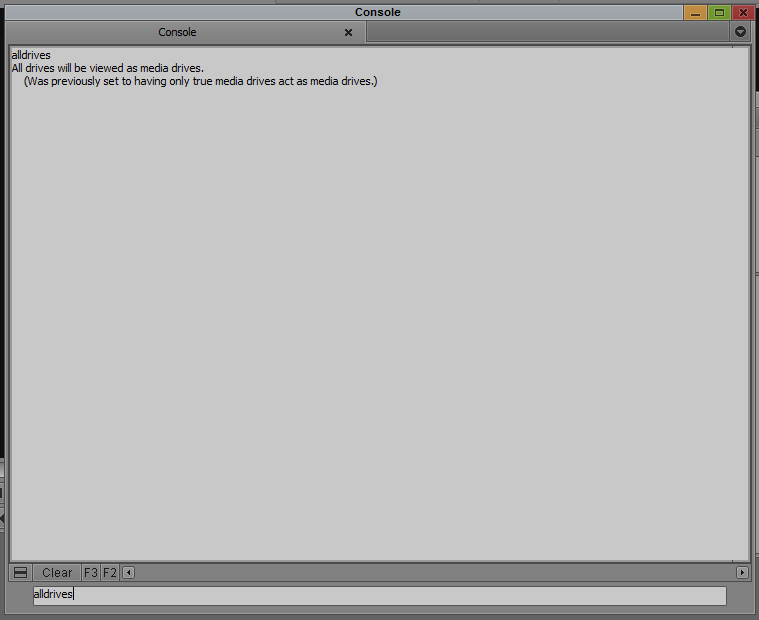 Console
Console
alldrives
All drives will be viewed as media drives.
(Was previously set to having only true media drives act as media drives.)
Clear F3 F2
alldrives